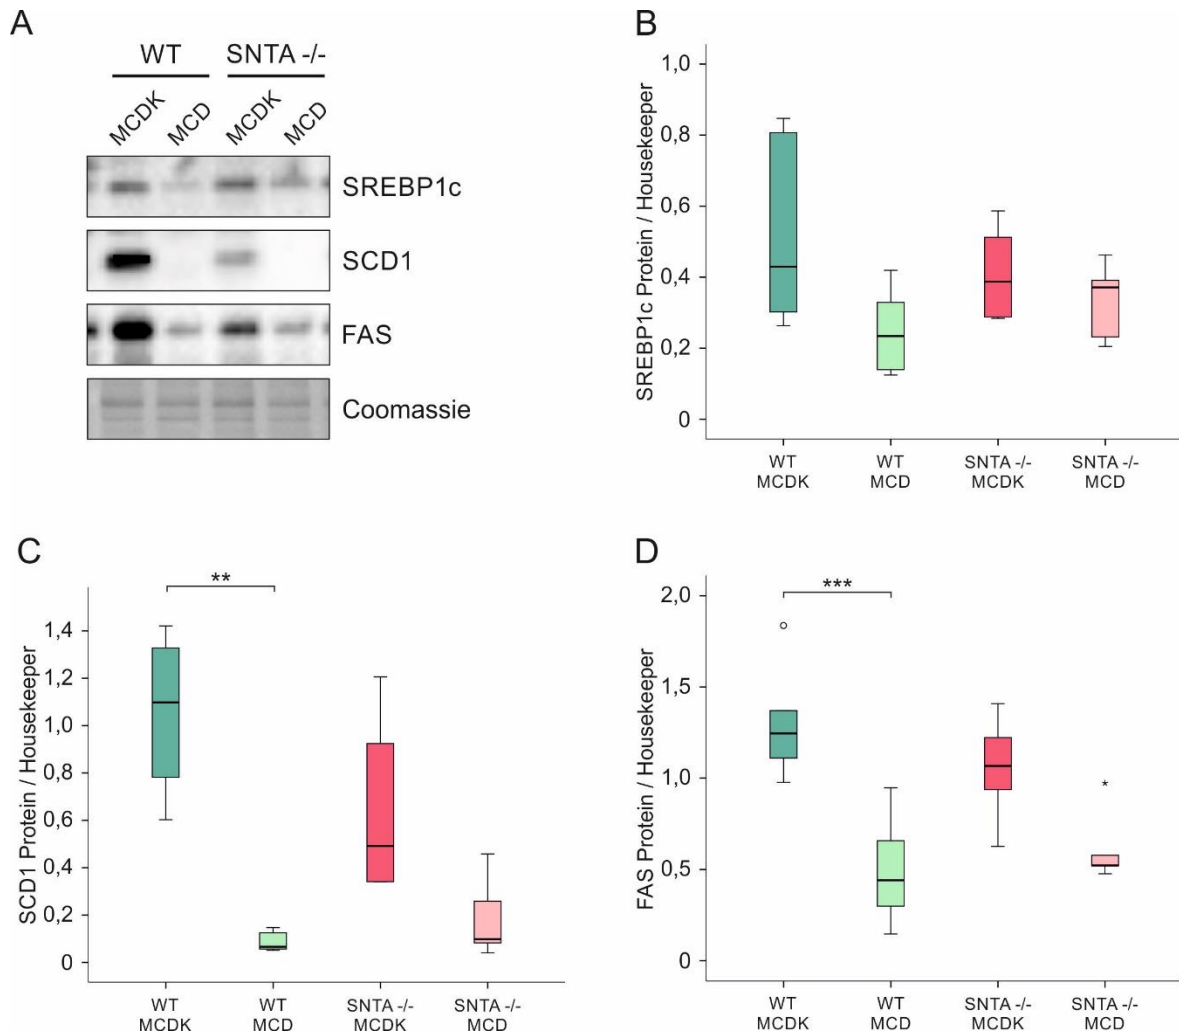 A
WT SNTA -/-
MCDK MCD MCDK MCD
SREBP1c
SCD1
FAS
Coomassie
B
SREBP1c Protein / Housekeeper
1,0
0,8
0,6
0,4
0,2
0
WT WT SNTA -/- SNTA -/-
MCDK MCD MCDK MCD
C
SCD1 Protein / Housekeeper
**
1,4
1,2
1,0
0,8
0,6
0,4
0,2
0
WT WT SNTA -/- SNTA -/-
MCDK MCD MCDK MCD
D
FAS Protein / Housekeeper
***
2,0
1,5
1,0
0,5
0
*
WT WT SNTA -/- SNTA -/-
MCDK MCD MCDK MCD